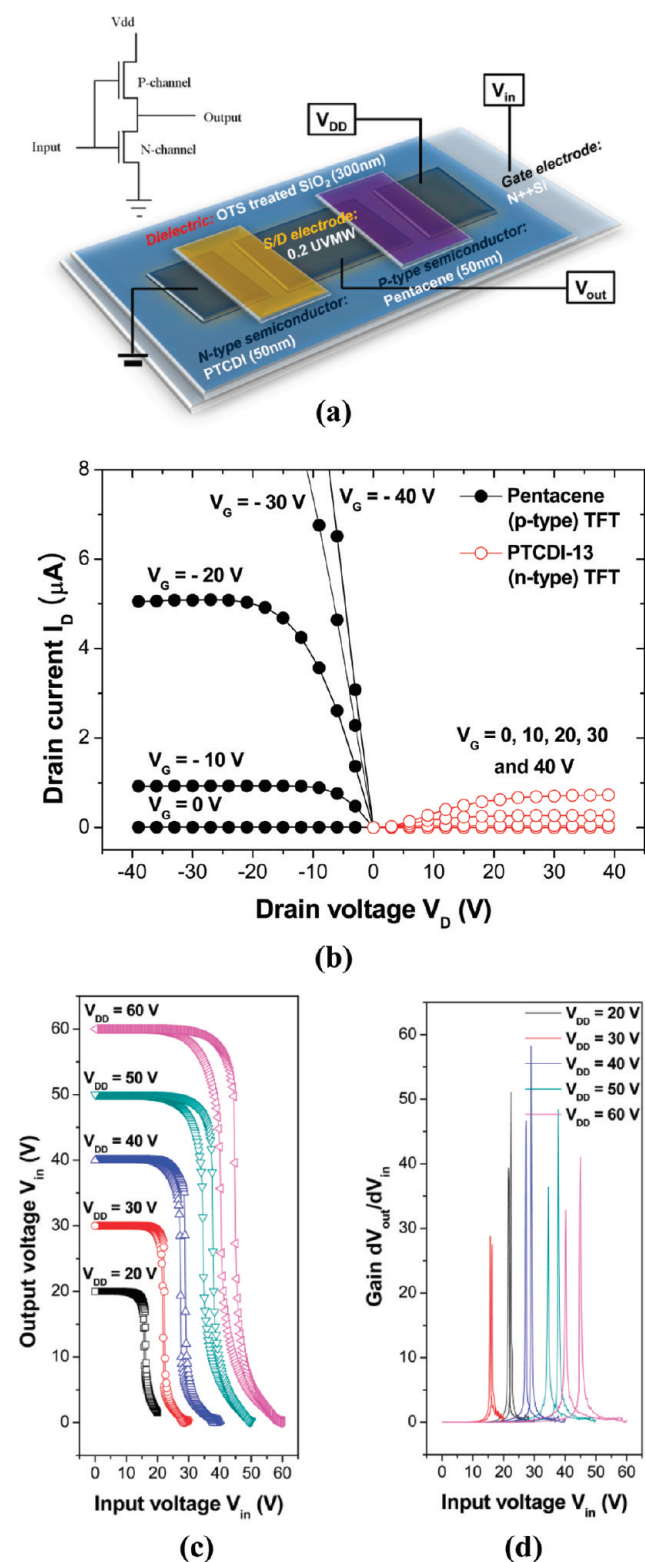 Vdd
P-channel
Output
Input
N-channel
V_DD
V_in
Gate electrode:
N++Si
Dielectric: OTS treated SiO₂ (300nm)
S/D electrode:
0.2 UVMW
P-type semiconductor:
Pentacene (50nm)
V_out
N-type semiconductor:
PTCDI (50nm)
(a)
Drain current I_D (μA)
8
6
4
2
0
V_G = - 30 V
V_G = - 40 V
V_G = - 20 V
V_G = - 10 V
V_G = 0 V
Pentacene
(p-type) TFT
PTCDI-13
(n-type) TFT
V_G = 0, 10, 20, 30
and 40 V
-40 -30 -20 -10 0 10 20 30 40
Drain voltage V_D (V)
(b)
Output voltage V_in (V)
60
50
40
30
20
10
0
V_DD = 60 V
V_DD = 50 V
V_DD = 40 V
V_DD = 30 V
V_DD = 20 V
0 10 20 30 40 50 60
Input voltage V_in (V)
(c)
Gain dV_out/dV_in
60
50
40
30
20
10
0
V_DD = 20 V
V_DD = 30 V
V_DD = 40 V
V_DD = 50 V
V_DD = 60 V
0 10 20 30 40 50 60
Input voltage V_in (V)
(d)